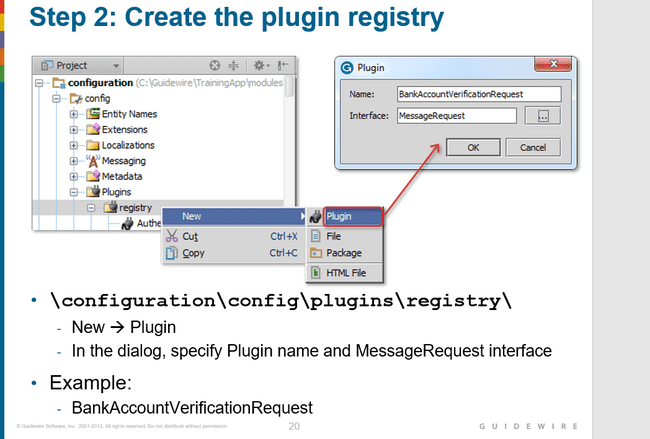 Step 2: Create the plugin registry
Project
configuration (C:\Guidewire\TrainingApp\modules
config
Entity Names
Extensions
Localizations
Messaging
Metadata
Plugins
registry
Authe
New
Cut Ctrl+X
Copy Ctrl+C
Plugin
File
Package
HTML File
Plugin
Name: BankAccountVerificationRequest
Interface: MessageRequest ...
OK Cancel
• \configuration\config\plugins\registry\
- New → Plugin
- In the dialog, specify Plugin name and MessageRequest interface
• Example:
- BankAccountVerificationRequest
© Guidewire Software, Inc. 2001-2013. All rights reserved. Do not distribute without permission. 20 GUIDEWIRE